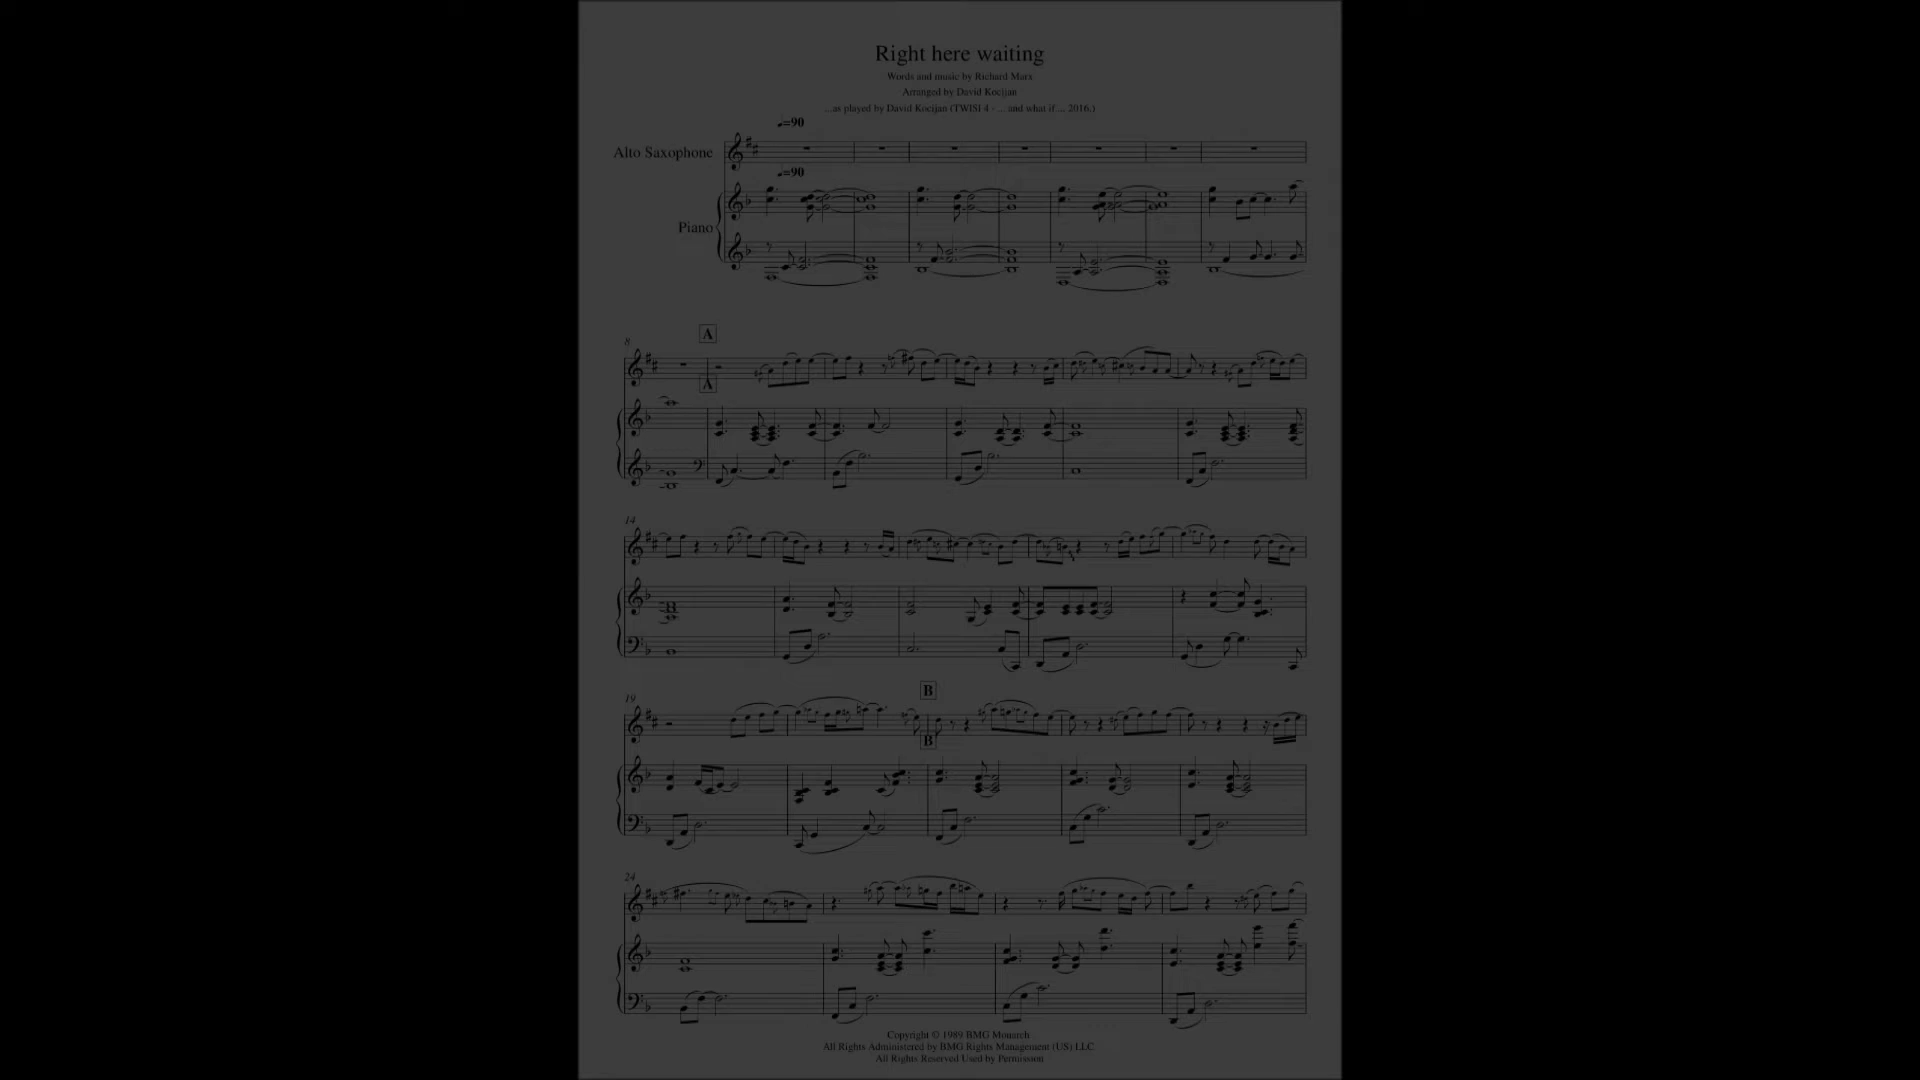 Right here waiting
Words and music by Richard Marx
Arranged by David Kocijan
...as played by David Kocijan (TWISI 4 - ... and what if..., 2016.)
♩=90
Alto Saxophone
♩=90
Piano
8
A
A
14
19
B
B
24
Copyright © 1989 BMG Monarch
All Rights Administered by BMG Rights Management (US) LLC
All Rights Reserved Used by Permission